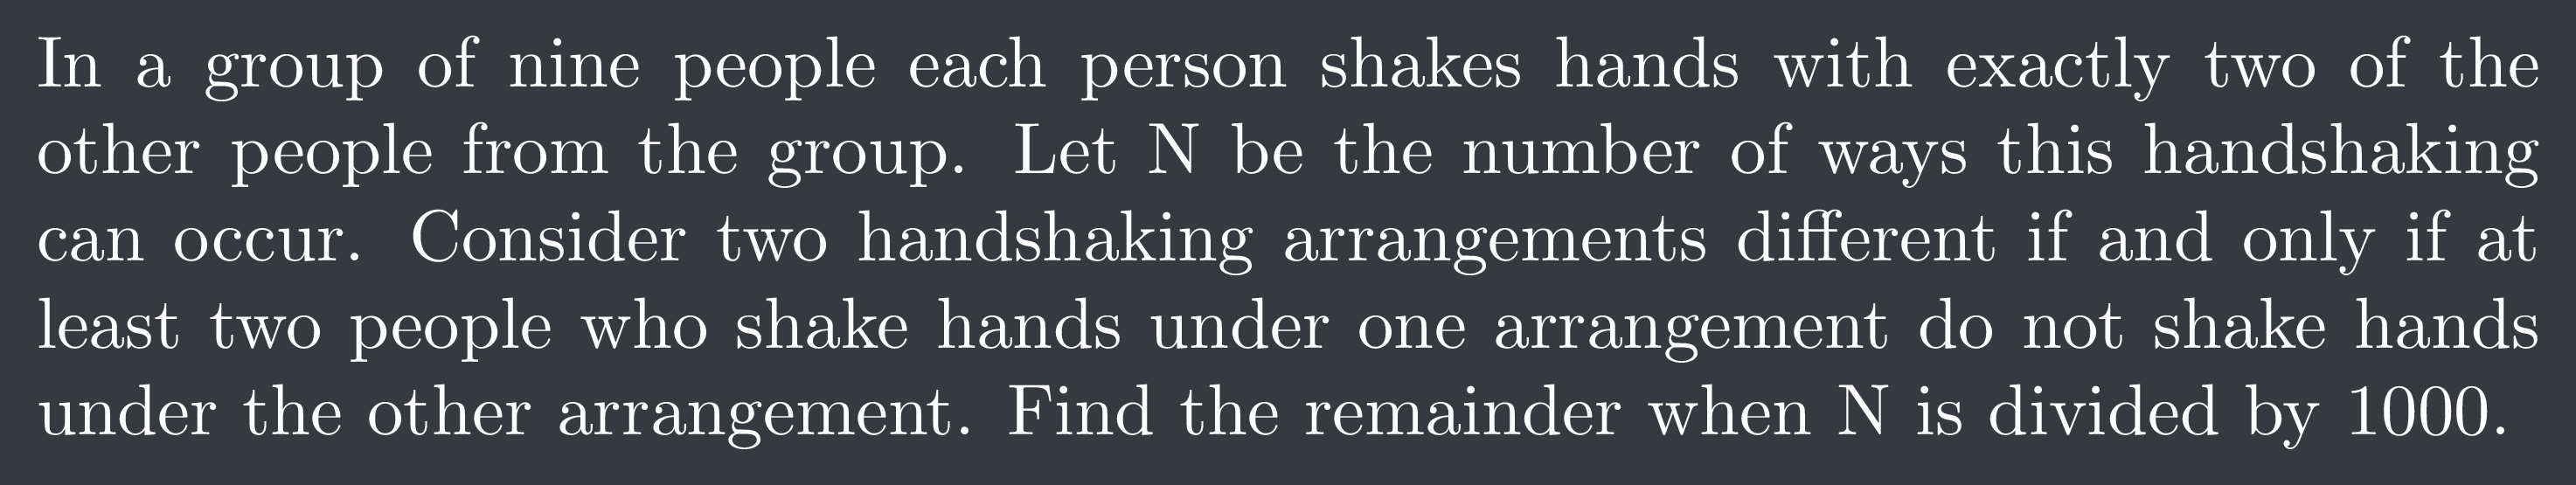 In a group of nine people each person shakes hands with exactly two of the
other people from the group. Let N be the number of ways this handshaking
can occur. Consider two handshaking arrangements different if and only if at
least two people who shake hands under one arrangement do not shake hands
under the other arrangement. Find the remainder when N is divided by 1000.